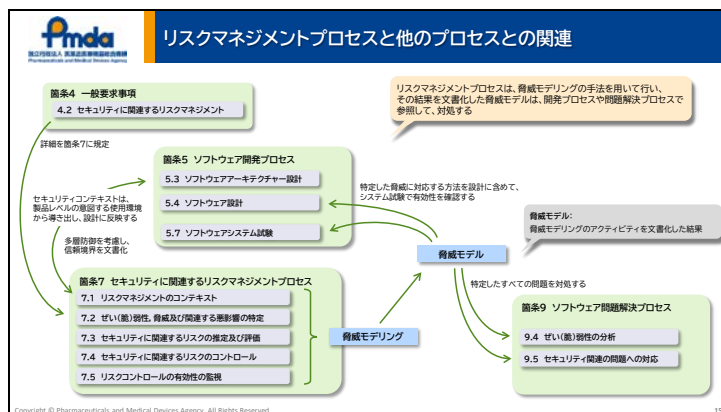 Pmda
独立行政法人 医薬品医療機器総合機構
Pharmaceuticals and Medical Devices Agency
リスクマネジメントプロセスと他のプロセスとの関連
箇条4 一般要求事項
4.2 セキュリティに関連するリスクマネジメント
リスクマネジメントプロセスは、脅威モデリングの手法を用いて行い、
その結果を文書化した脅威モデルは、開発プロセスや問題解決プロセスで
参照して、対処する
詳細を箇条7に規定
箇条5 ソフトウェア開発プロセス
5.3 ソフトウェアアーキテクチャー設計
5.4 ソフトウェア設計
5.7 ソフトウェアシステム試験
特定した脅威に対応する方法を設計に含めて、
システム試験で有効性を確認する
セキュリティコンテキストは、
製品レベルの意図する使用環境
から導き出し、設計に反映する
多層防御を考慮し、
信頼境界を文書化
脅威モデル:
脅威モデリングのアクティビティを文書化した結果
脅威モデル
箇条7 セキュリティに関連するリスクマネジメントプロセス
7.1 リスクマネジメントのコンテキスト
7.2 ぜい(脆)弱性,脅威及び関連する悪影響の特定
7.3 セキュリティに関連するリスクの推定及び評価
7.4 セキュリティに関連するリスクのコントロール
7.5 リスクコントロールの有効性の監視
脅威モデリング
特定したすべての問題を対処する
箇条9 ソフトウェア問題解決プロセス
9.4 ぜい(脆)弱性の分析
9.5 セキュリティ関連の問題への対応
Copyright © Pharmaceuticals and Medical Devices Agency, All Rights Reserved.